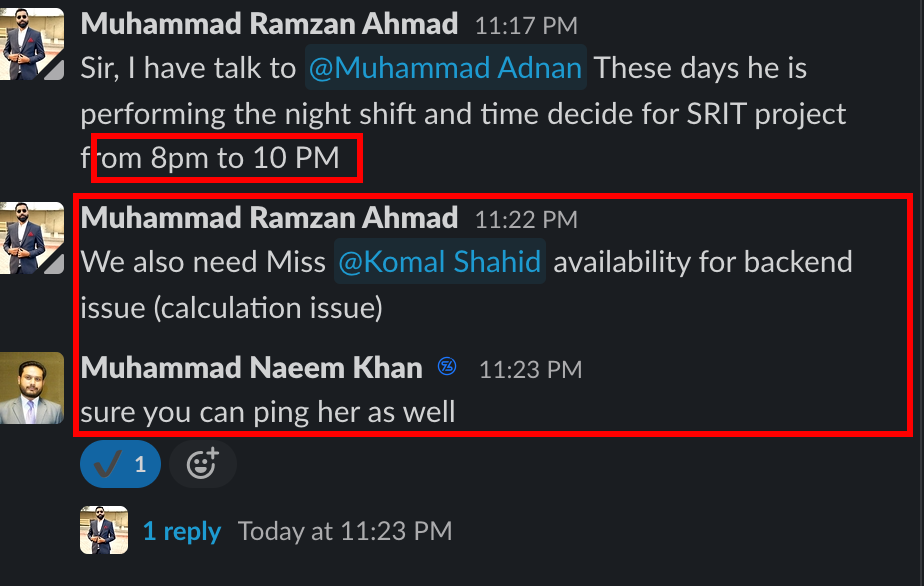 Muhammad Ramzan Ahmad 11:17 PM
Sir, I have talk to @Muhammad Adnan These days he is
performing the night shift and time decide for SRIT project
from 8pm to 10 PM
Muhammad Ramzan Ahmad 11:22 PM
We also need Miss @Komal Shahid availability for backend
issue (calculation issue)
Muhammad Naeem Khan 11:23 PM
sure you can ping her as well
1
1 reply Today at 11:23 PM